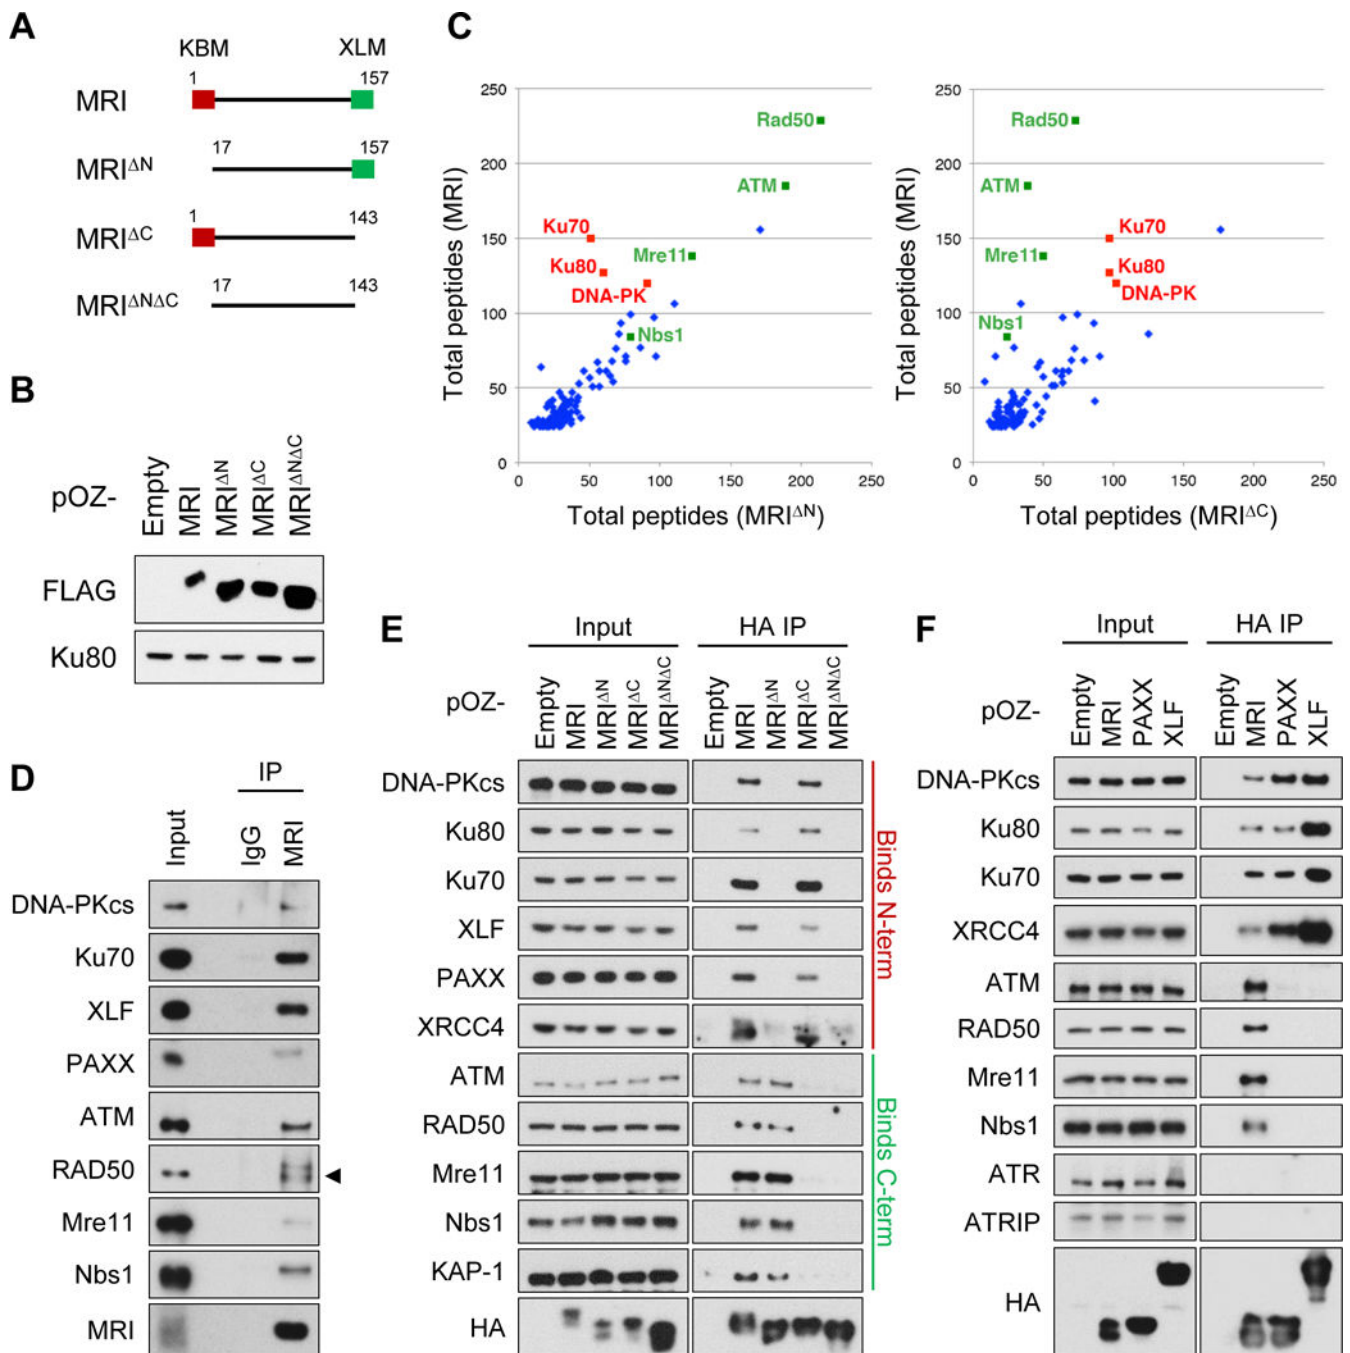 A
KBM XLM
1 157
MRI
17 157
MRIΔN
1 143
MRIΔC
17 143
MRIΔNΔC
B
pOZ- Empty MRI MRIΔN MRIΔC MRIΔNΔC
FLAG
Ku80
C
Total peptides (MRI)
250
200
150
100
50
0
Rad50
ATM
Ku70
Mre11
Ku80
DNA-PK
Nbs1
0 50 100 150 200 250
Total peptides (MRIΔN)
Total peptides (MRI)
250
200
150
100
50
0
Rad50
ATM
Ku70
Mre11
Ku80
DNA-PK
Nbs1
0 50 100 150 200 250
Total peptides (MRIΔC)
D
IP
Input IgG MRI
DNA-PKcs
Ku70
XLF
PAXX
ATM
RAD50
Mre11
Nbs1
MRI
E
Input HA IP
pOZ- Empty MRI MRIΔN MRIΔC MRIΔNΔC Empty MRI MRIΔN MRIΔC MRIΔNΔC
DNA-PKcs
Ku80
Ku70
XLF
PAXX
XRCC4
ATM
RAD50
Mre11
Nbs1
KAP-1
HA
Binds N-term
Binds C-term
F
Input HA IP
pOZ- Empty MRI PAXX XLF Empty MRI PAXX XLF
DNA-PKcs
Ku80
Ku70
XRCC4
ATM
RAD50
Mre11
Nbs1
ATR
ATRIP
HA